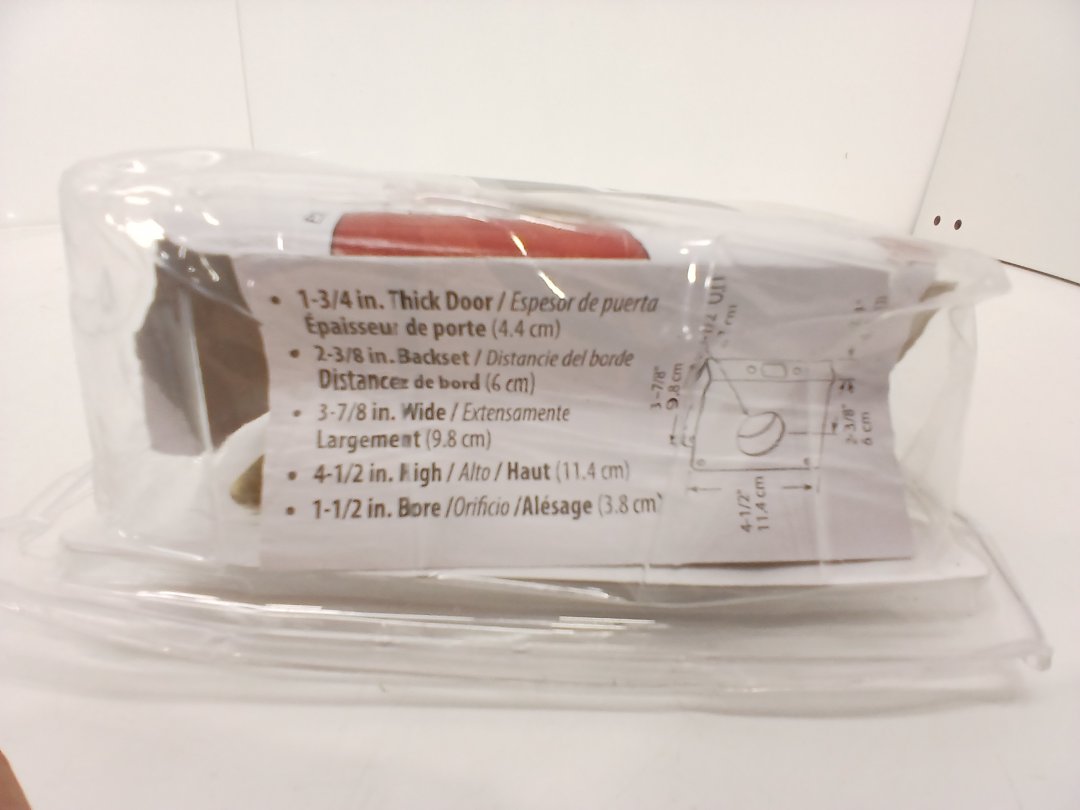 • 1-3/4 in. Thick Door / Espesor de puerta
Épaisseur de porte (4.4 cm)
• 2-3/8 in. Backset / Distancie del borde
Distancez de bord (6 cm)
• 3-7/8 in. Wide / Extensamente
Largement (9.8 cm)
• 4-1/2 in. High / Alto / Haut (11.4 cm)
• 1-1/2 in. Bore /Orificio /Alésage (3.8 cm)
3-7/8"
9.8 cm
2-3/8"
6 cm
4-1/2"
11.4 cm